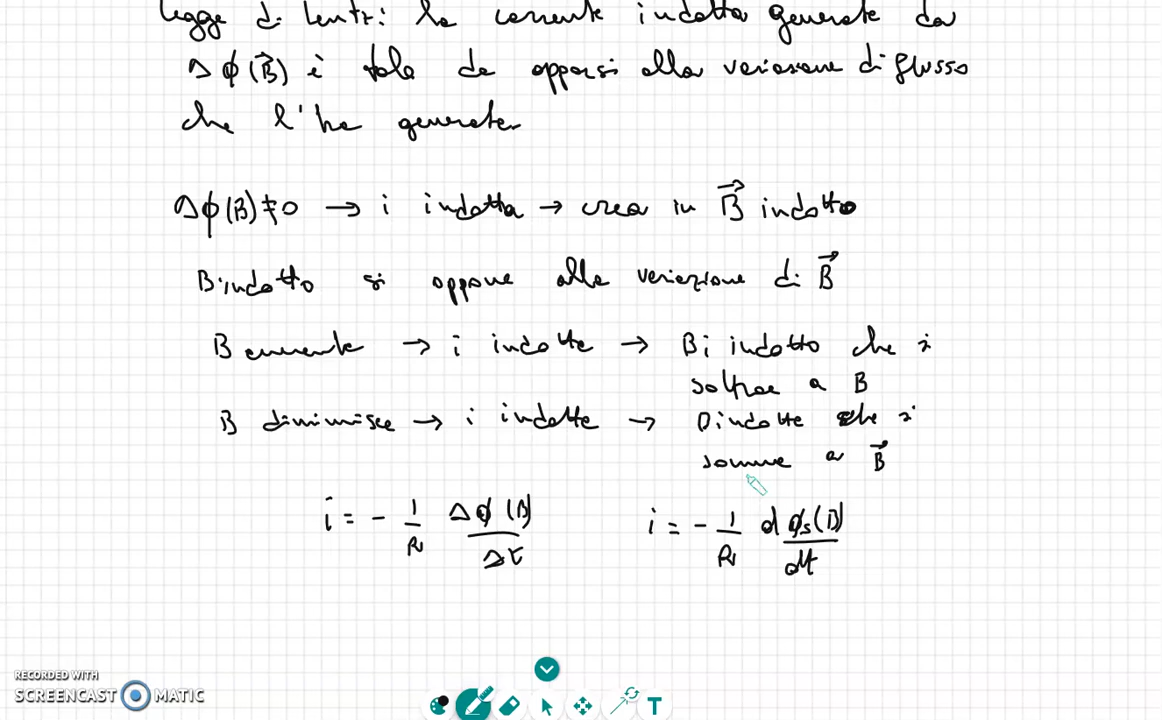 legge di Lentz: la corrente indotta generata da
Δϕ(B⃗) è tale da opporsi alla variazione di flusso
che l'ha generata
Δϕ(B)≠0 → i indotta → crea un B⃗ indotto
B indotto si oppone alla variazione di B⃗
B aumenta → i indotta → Bi indotto che si
sottrae a B
B diminuisce → i indotta → B indotto che si
somma a B⃗
i = - 1/R Δϕ(B)/Δt i = - 1/R dϕs(B)/dt
RECORDED WITH
SCREENCAST MATIC
T